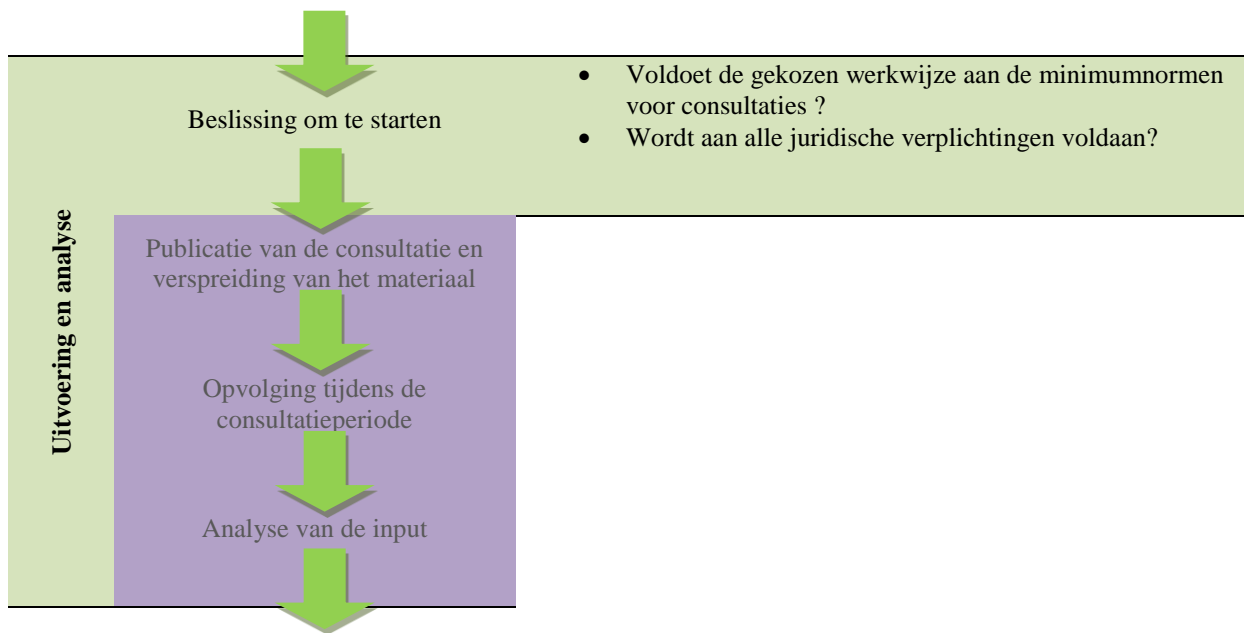 Uitvoering en analyse
Beslissing om te starten
• Voldoet de gekozen werkwijze aan de minimumnormen
voor consultaties ?
• Wordt aan alle juridische verplichtingen voldaan?
Publicatie van de consultatie en
verspreiding van het materiaal
Opvolging tijdens de
consultatieperiode
Analyse van de input